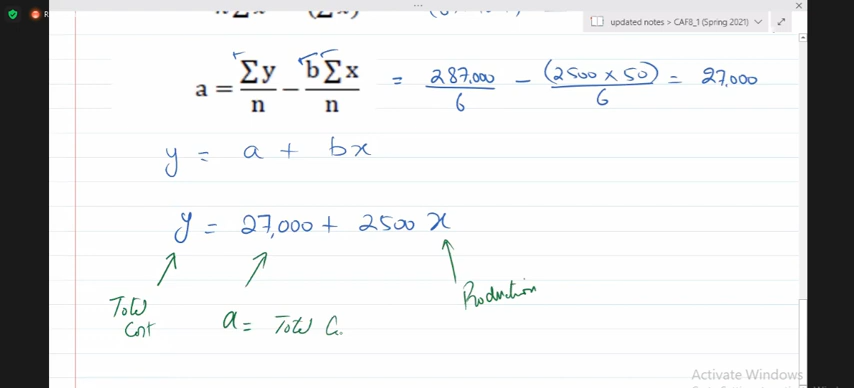 updated notes > CAF8_1 (Spring 2021)
a = Σy/n − bΣx/n = 287,000/6 − (2500 x 50)/6 = 27,000
y = a + bx
y = 27,000 + 2500 x
Total Cost
a = Total C
Production
Activate Windows